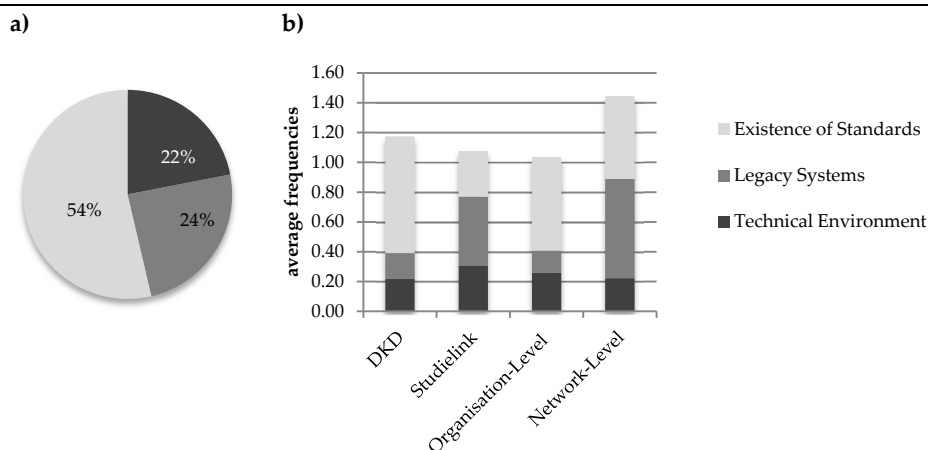 a)
b)
22%
24%
54%
average frequencies
1.60
1.40
1.20
1.00
0.80
0.60
0.40
0.20
0.00
DKD
Studielink
Organisation-Level
Network-Level
Existence of Standards
Legacy Systems
Technical Environment